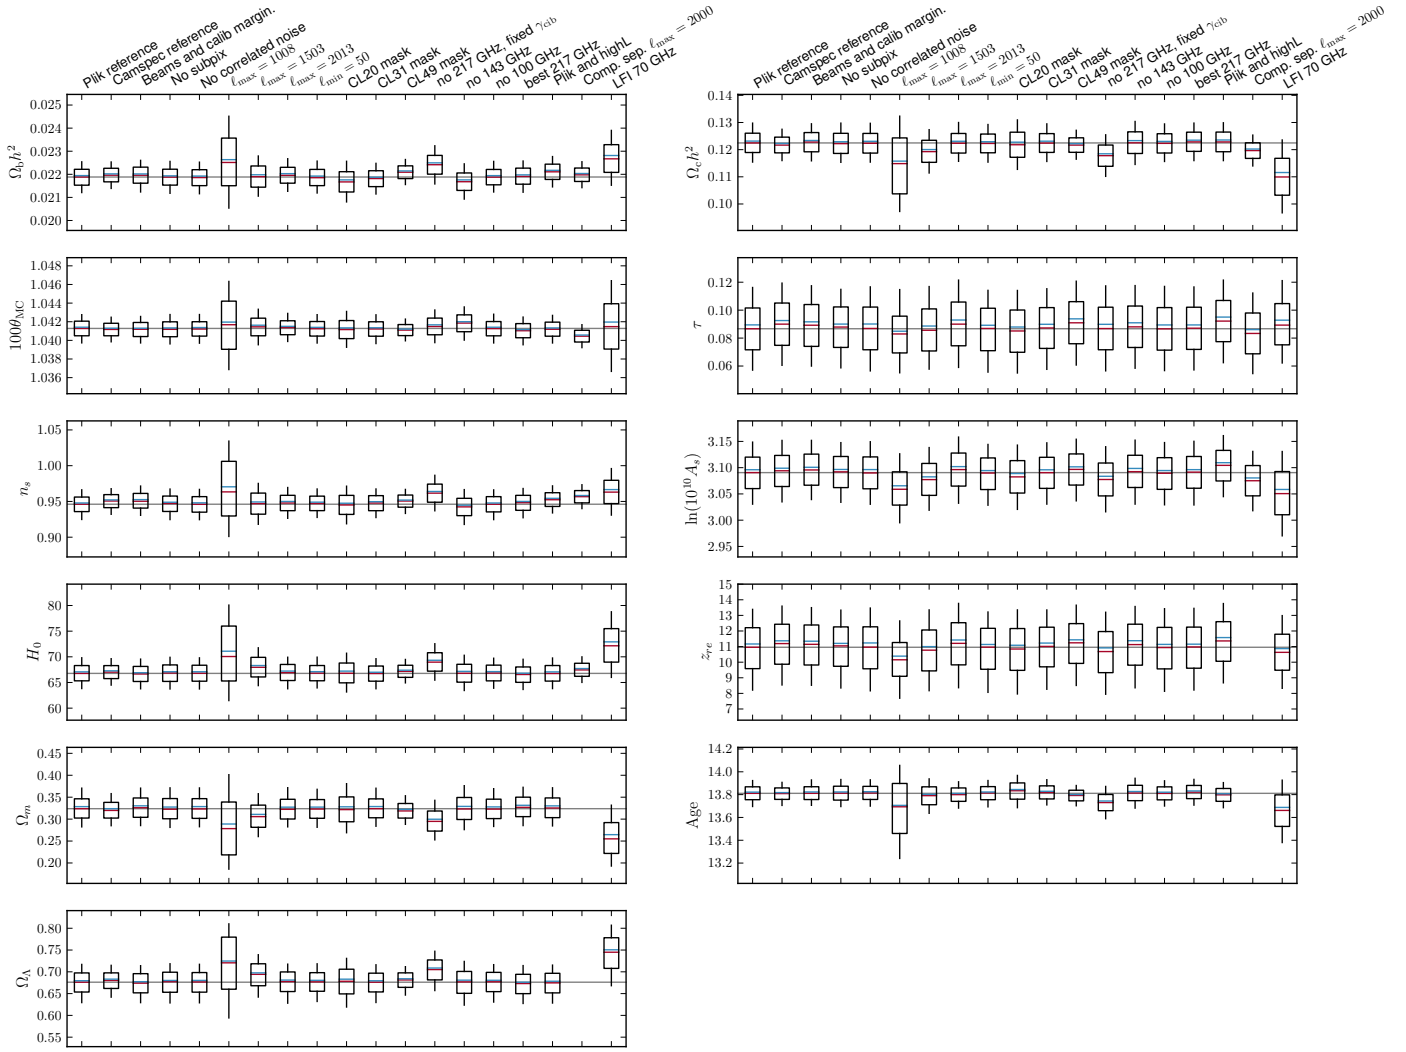 Plik reference
Camspec reference
Beams and calib margin.
No subpix
No correlated noise
ℓmax = 1008
ℓmax = 1503
ℓmax = 2013
ℓmin = 50
CL20 mask
CL31 mask
CL49 mask
no 217 GHz, fixed γcib
no 143 GHz
no 100 GHz
best 217 GHz
Plik and highL
Comp. sep. ℓmax = 2000
LFI 70 GHz
Plik reference
Camspec reference
Beams and calib margin.
No subpix
No correlated noise
ℓmax = 1008
ℓmax = 1503
ℓmax = 2013
ℓmin = 50
CL20 mask
CL31 mask
CL49 mask
no 217 GHz, fixed γcib
no 143 GHz
no 100 GHz
best 217 GHz
Plik and highL
Comp. sep. ℓmax = 2000
LFI 70 GHz
Ωbh²
0.025
0.024
0.023
0.022
0.021
0.020
Ωch²
0.14
0.13
0.12
0.11
0.10
100θMC
1.048
1.046
1.044
1.042
1.040
1.038
1.036
τ
0.12
0.10
0.08
0.06
ns
1.05
1.00
0.95
0.90
ln(10¹⁰ As)
3.15
3.10
3.05
3.00
2.95
H0
80
75
70
65
60
zre
15
14
13
12
11
10
9
8
7
Ωm
0.45
0.40
0.35
0.30
0.25
0.20
Age
14.2
14.0
13.8
13.6
13.4
13.2
ΩΛ
0.80
0.75
0.70
0.65
0.60
0.55